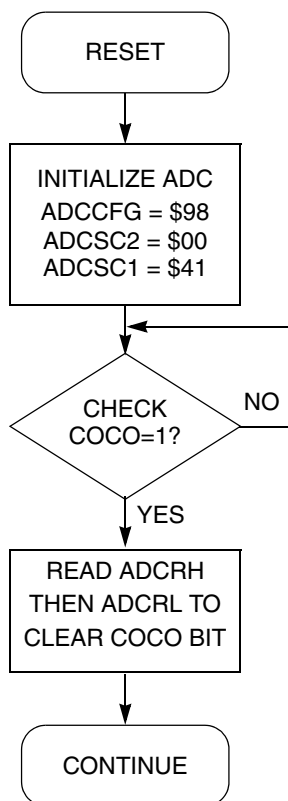 RESET
INITIALIZE ADC
ADCCFG = $98
ADCSC2 = $00
ADCSC1 = $41
CHECK
COCO=1?
NO
YES
READ ADCRH
THEN ADCRL TO
CLEAR COCO BIT
CONTINUE